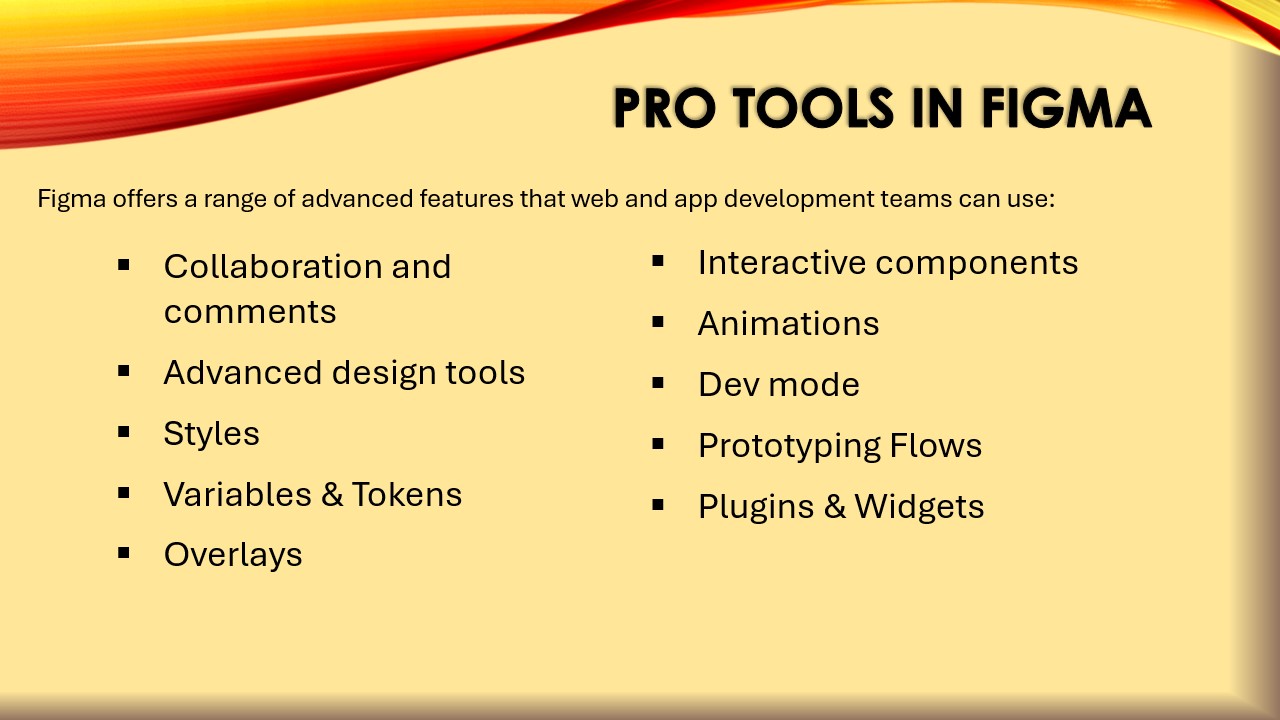 PRO TOOLS IN FIGMA
Figma offers a range of advanced features that web and app development teams can use:
▪ Collaboration and
comments
▪ Advanced design tools
▪ Styles
▪ Variables & Tokens
▪ Overlays
▪ Interactive components
▪ Animations
▪ Dev mode
▪ Prototyping Flows
▪ Plugins & Widgets